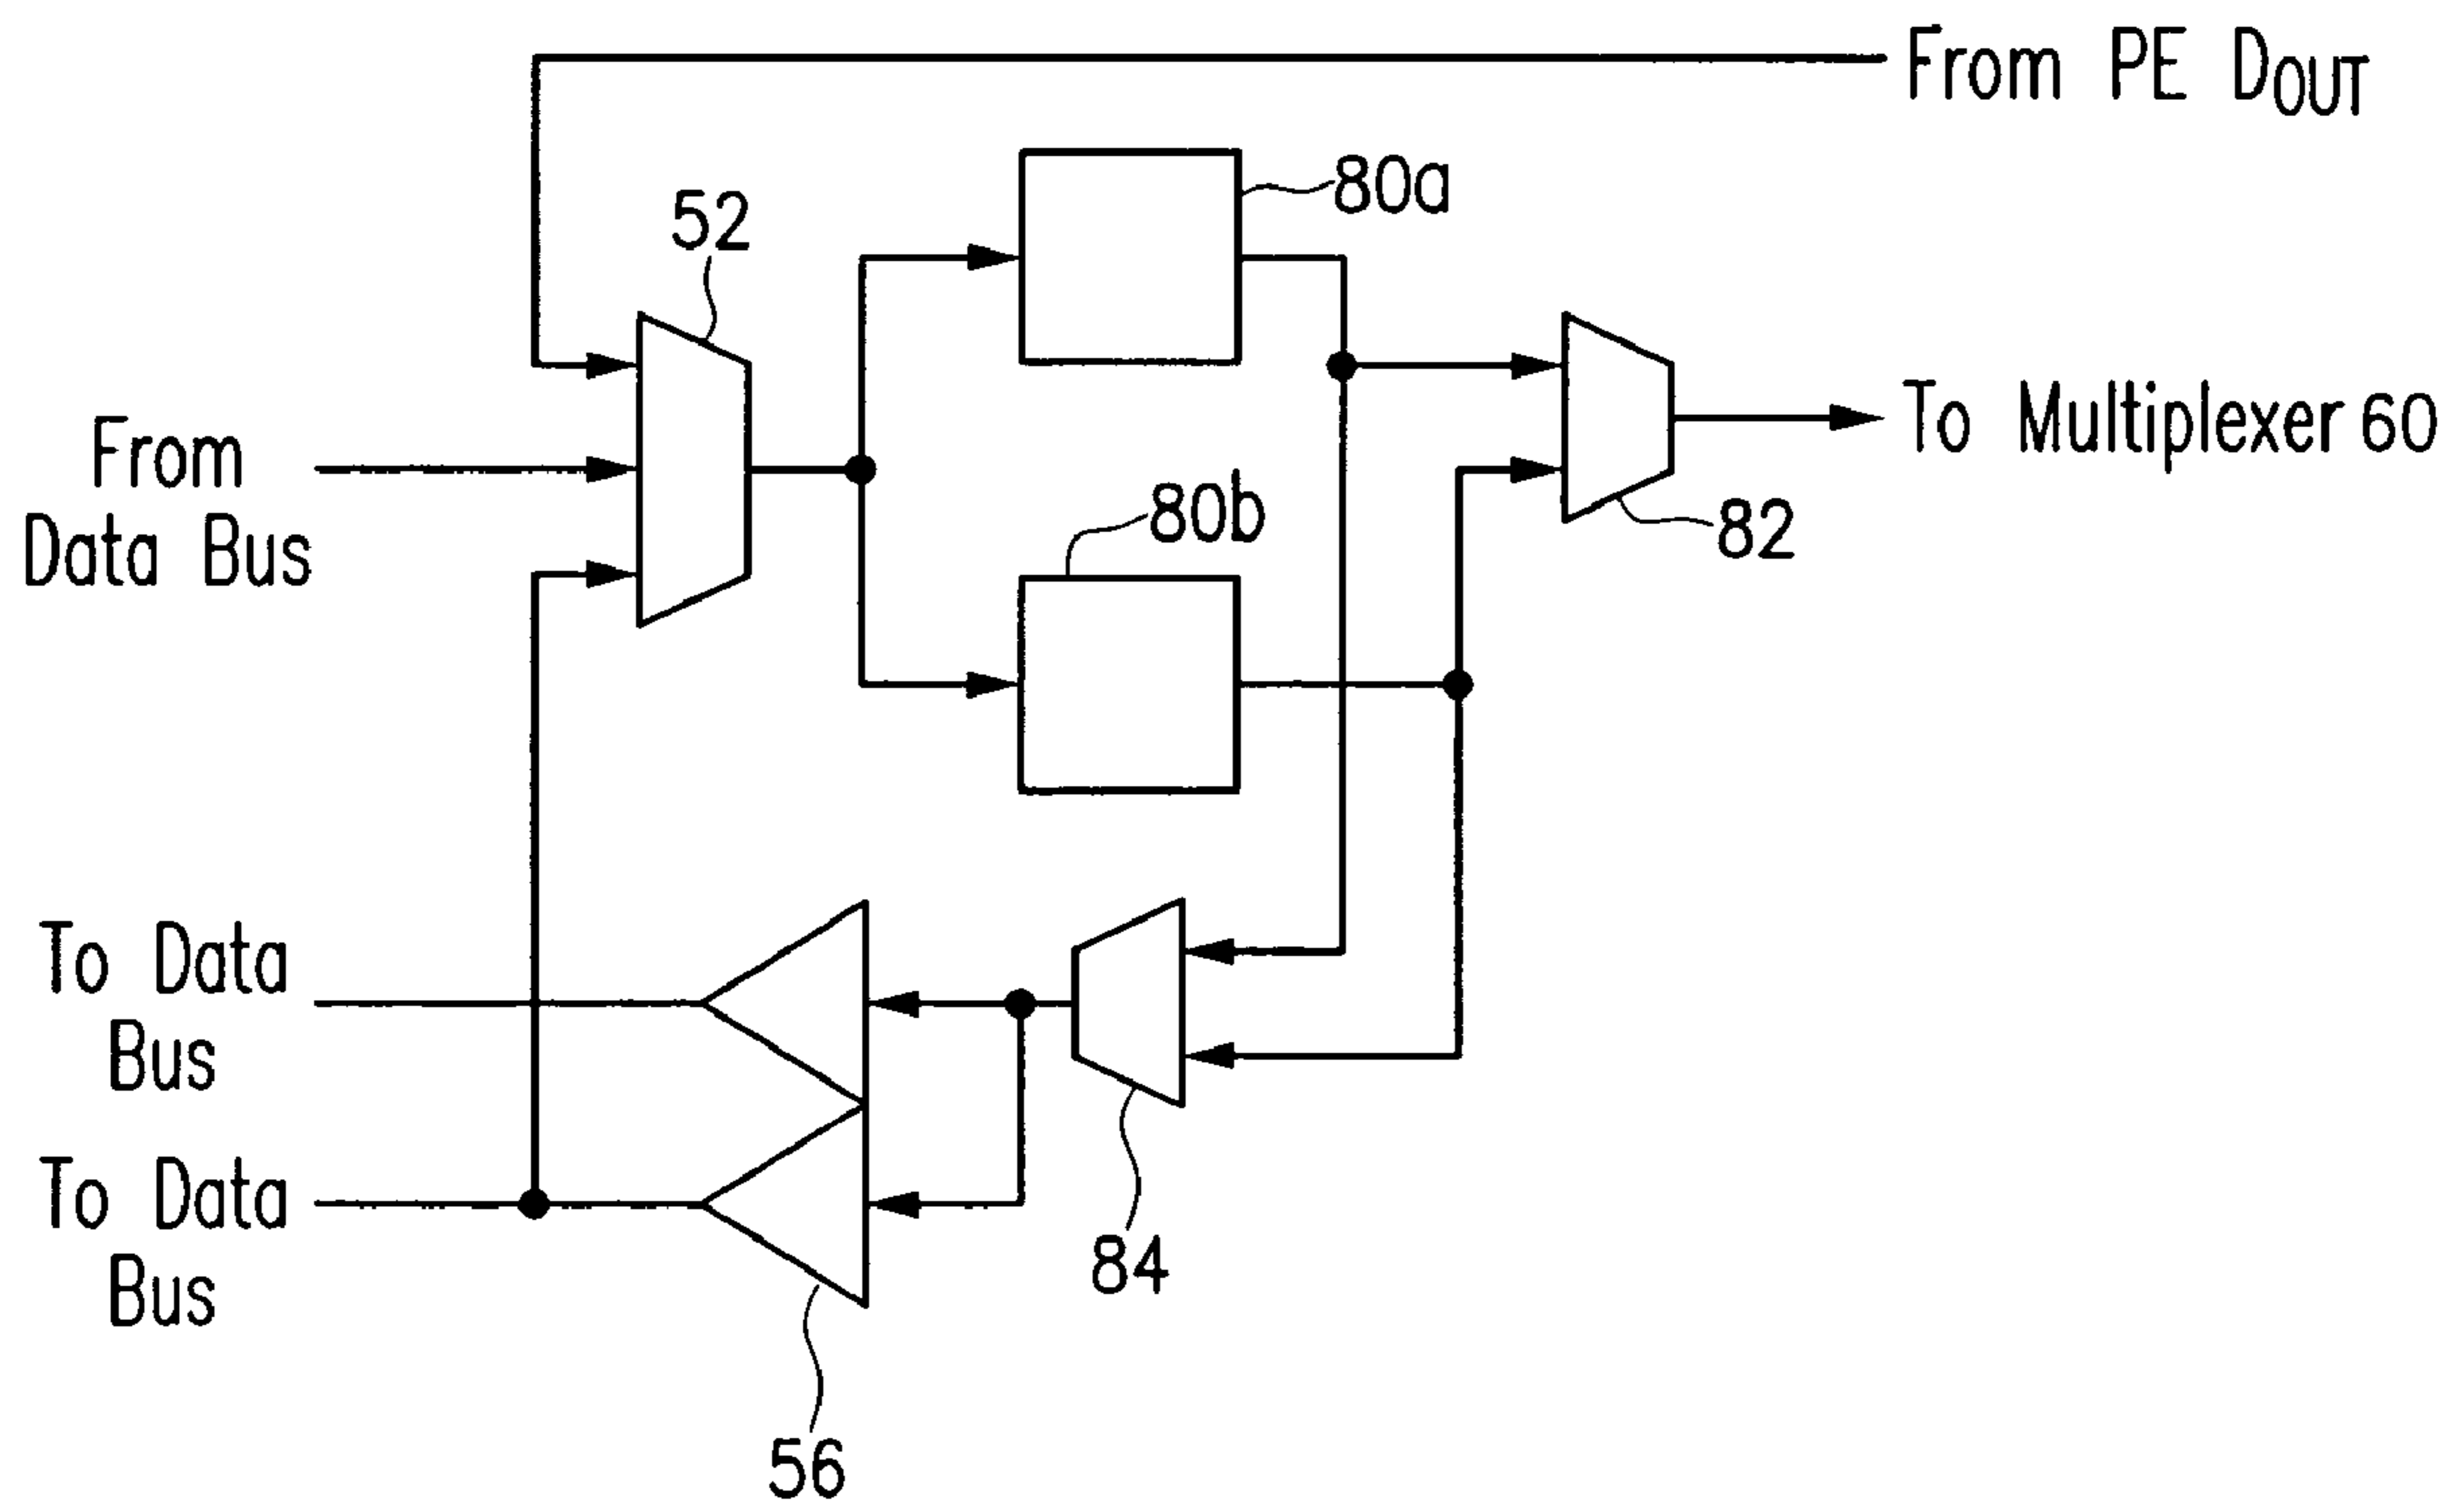 From PE DOUT
80a
52
From
Data Bus
To Multiplexer 60
80b
82
To Data
Bus
To Data
Bus
84
56